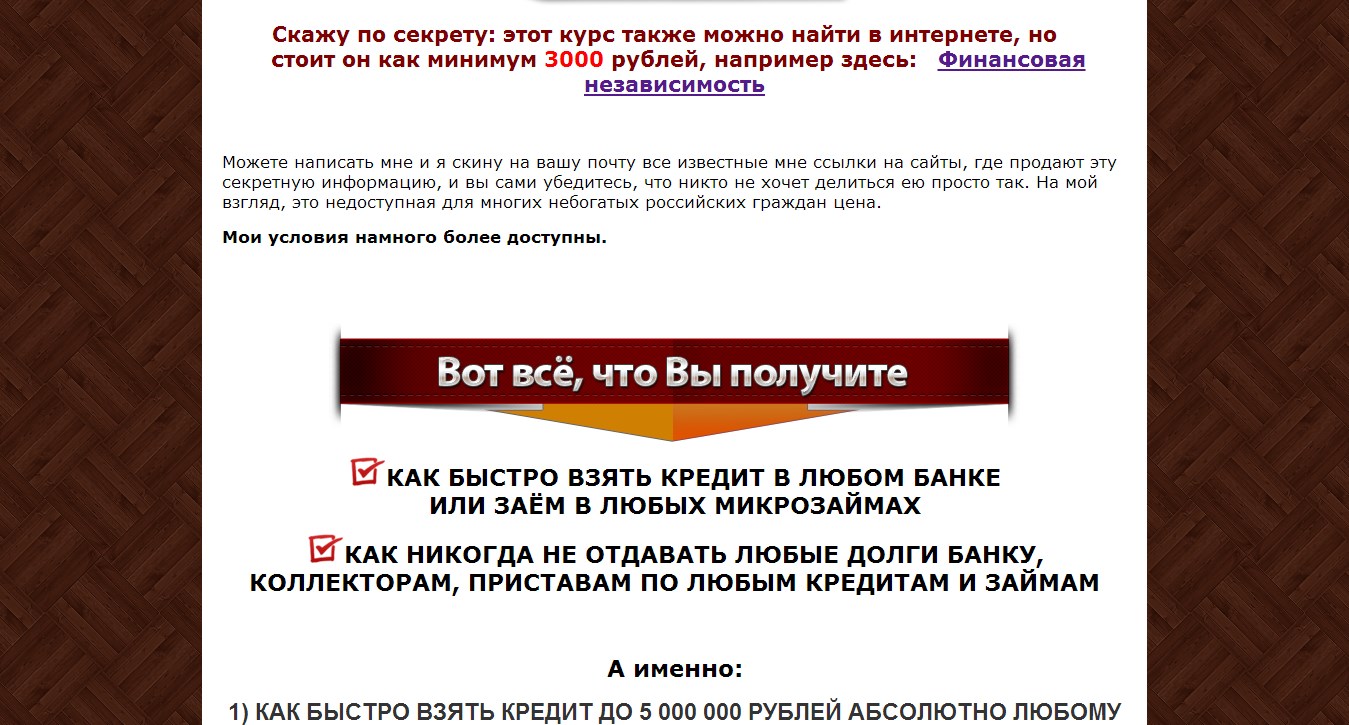 Скажу по секрету: этот курс также можно найти в интернете, но
стоит он как минимум 3000 рублей, например здесь: Финансовая
независимость
Можете написать мне и я скину на вашу почту все известные мне ссылки на сайты, где продают эту
секретную информацию, и вы сами убедитесь, что никто не хочет делиться ею просто так. На мой
взгляд, это недоступная для многих небогатых российских граждан цена.
Мои условия намного более доступны.
Вот всё, что Вы получите
КАК БЫСТРО ВЗЯТЬ КРЕДИТ В ЛЮБОМ БАНКЕ
ИЛИ ЗАЁМ В ЛЮБЫХ МИКРОЗАЙМАХ
КАК НИКОГДА НЕ ОТДАВАТЬ ЛЮБЫЕ ДОЛГИ БАНКУ,
КОЛЛЕКТОРАМ, ПРИСТАВАМ ПО ЛЮБЫМ КРЕДИТАМ И ЗАЙМАМ
А именно:
1) КАК БЫСТРО ВЗЯТЬ КРЕДИТ ДО 5 000 000 РУБЛЕЙ АБСОЛЮТНО ЛЮБОМУ